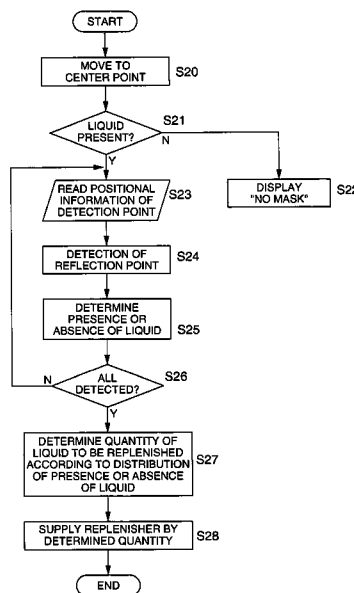 START
MOVE TO
CENTER POINT
S20
S21
LIQUID
PRESENT?
N
Y
DISPLAY
"NO MASK"
S22
READ POSITIONAL
INFORMATION OF
DETECTION POINT
S23
DETECTION OF
REFLECTION POINT
S24
DETERMINE
PRESENCE OR
ABSENCE OF LIQUID
S25
S26
N
ALL
DETECTED?
Y
DETERMINE QUANTITY OF
LIQUID TO BE REPLENISHED
ACCORDING TO DISTRIBUTION
OF PRESENCE OR ABSENCE
OF LIQUID
S27
SUPPLY REPLENISHER BY
DETERMINED QUANTITY
S28
END